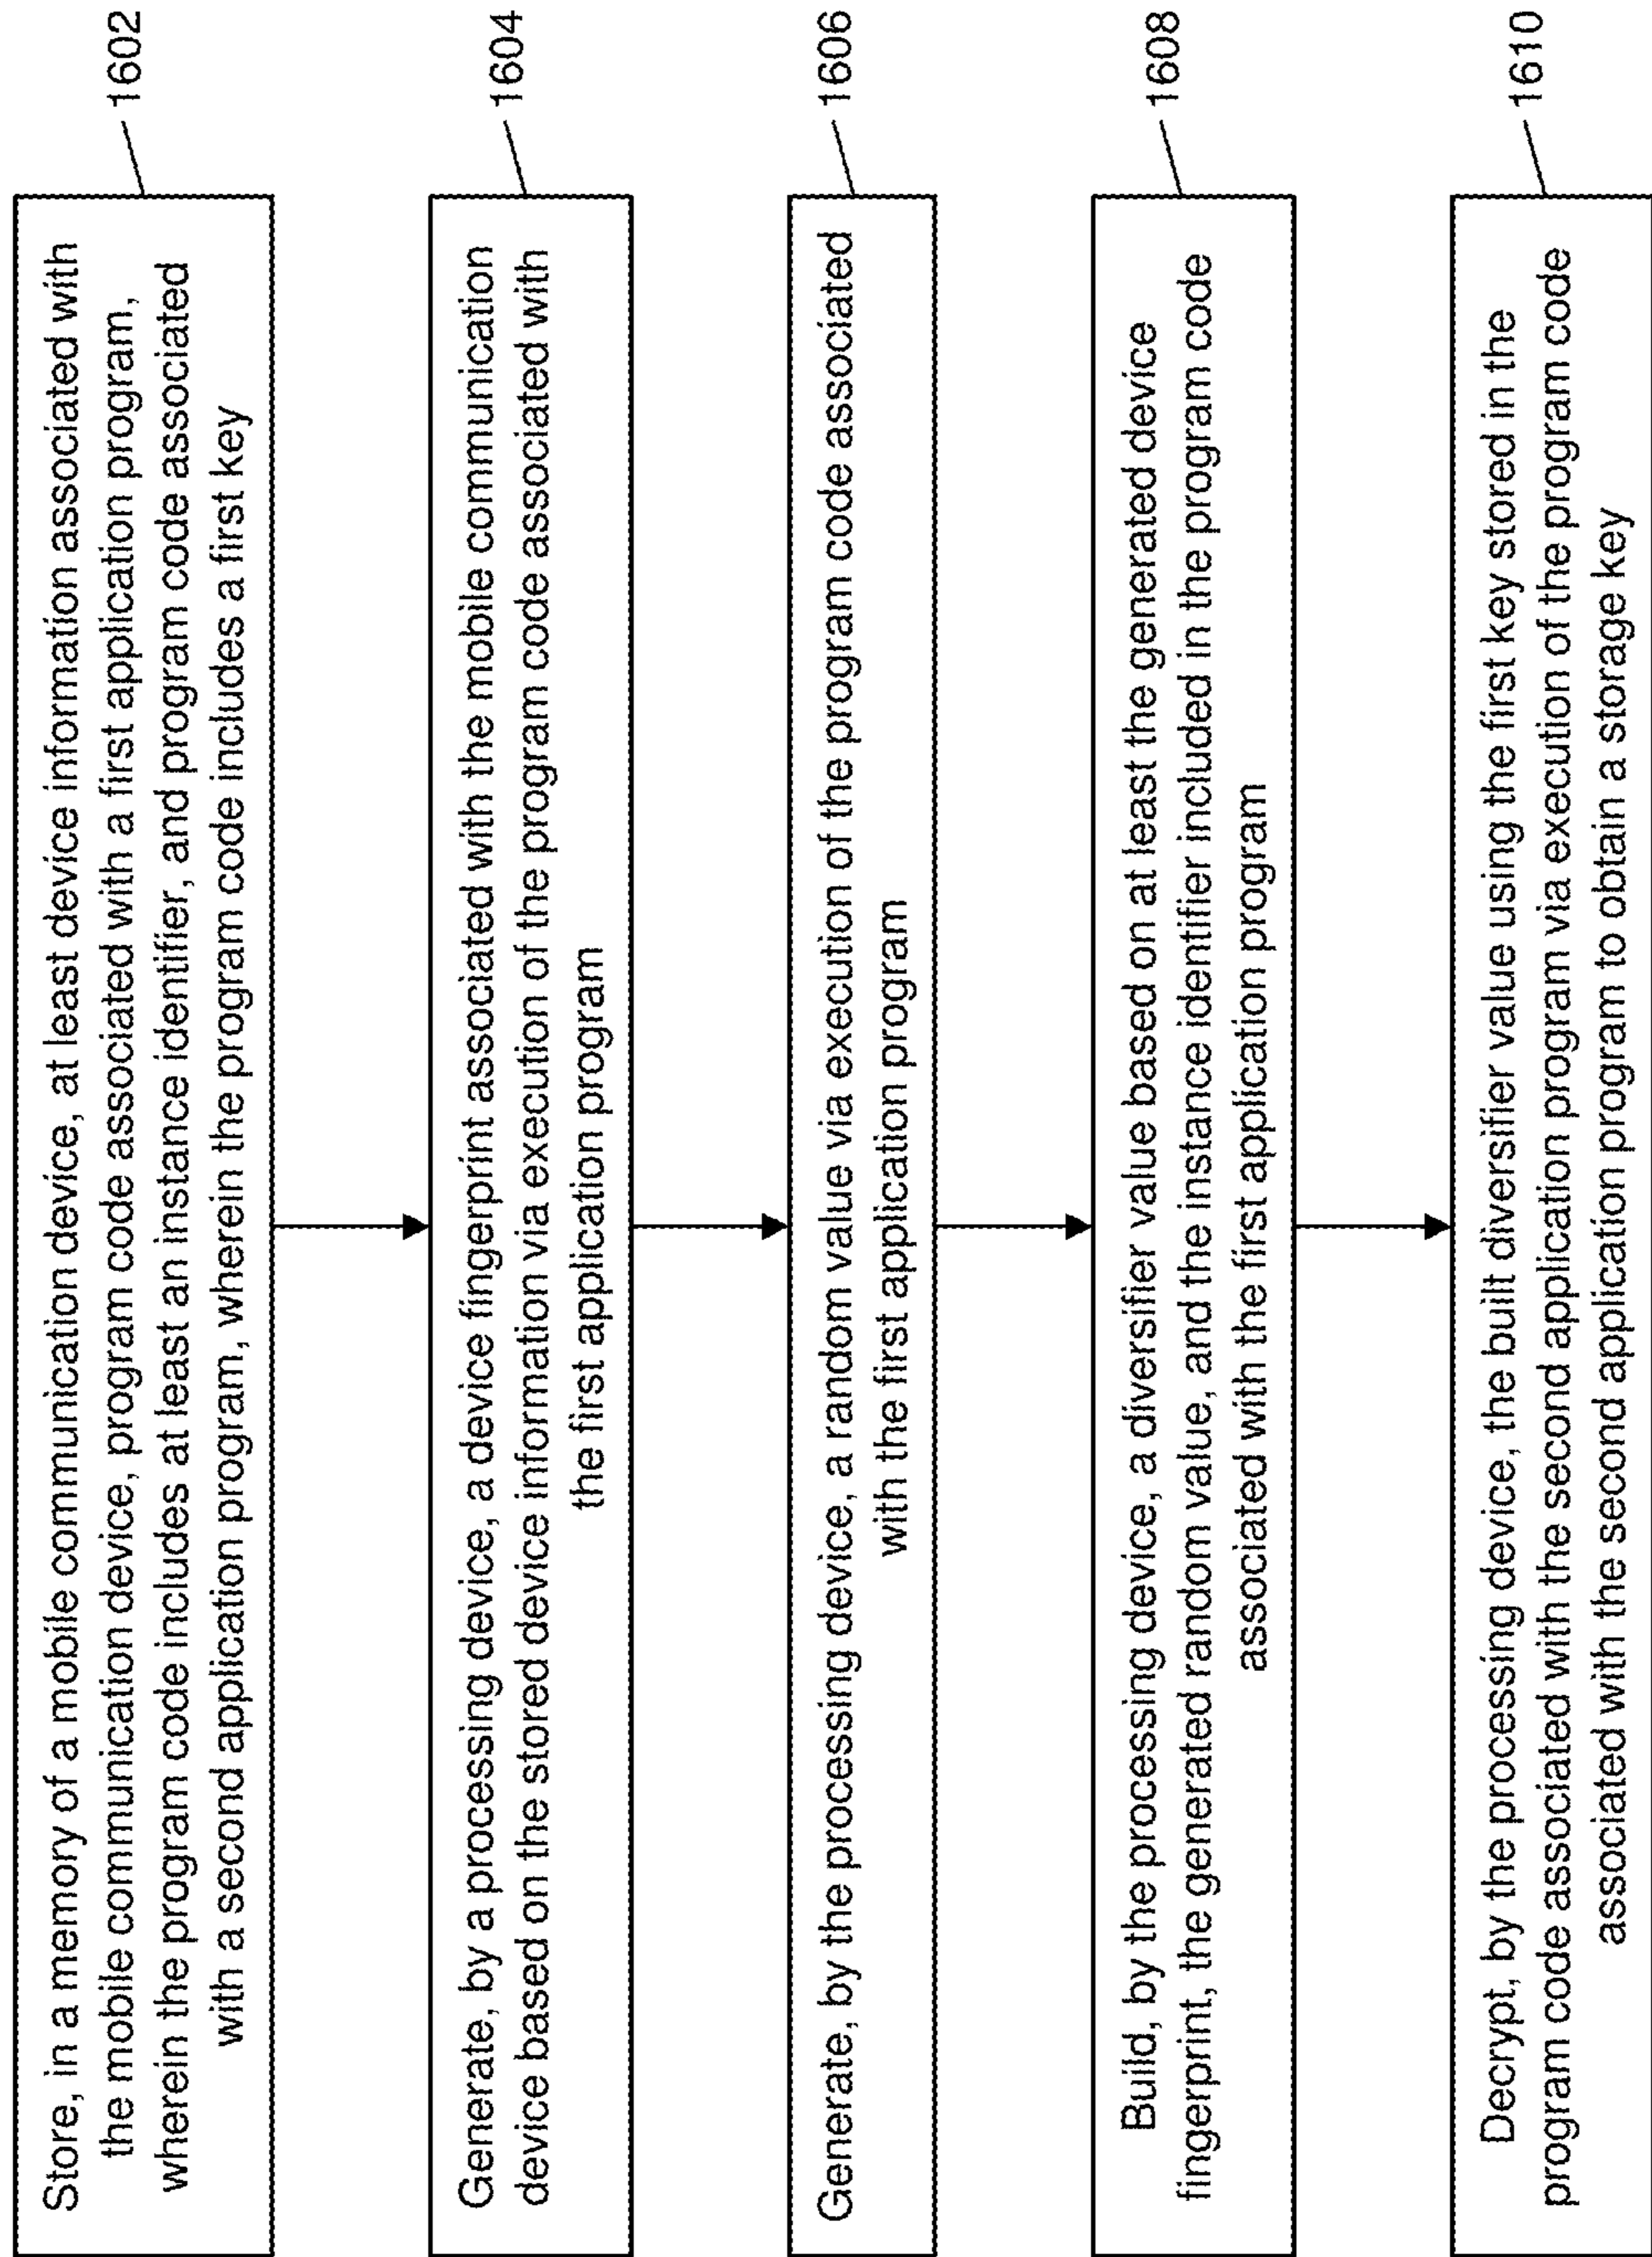 Store, in a memory of a mobile communication device, at least device information associated with
the mobile communication device, program code associated with a first application program,
wherein the program code includes at least an instance identifier, and program code associated
with a second application program, wherein the program code includes a first key
1602
Generate, by a processing device, a device fingerprint associated with the mobile communication
device based on the stored device information via execution of the program code associated with
the first application program
1604
Generate, by the processing device, a random value via execution of the program code associated
with the first application program
1606
Build, by the processing device, a diversifier value based on at least the generated device
fingerprint, the generated random value, and the instance identifier included in the program code
associated with the first application program
1608
Decrypt, by the processing device, the built diversifier value using the first key stored in the
program code associated with the second application program via execution of the program code
associated with the second application program to obtain a storage key
1610